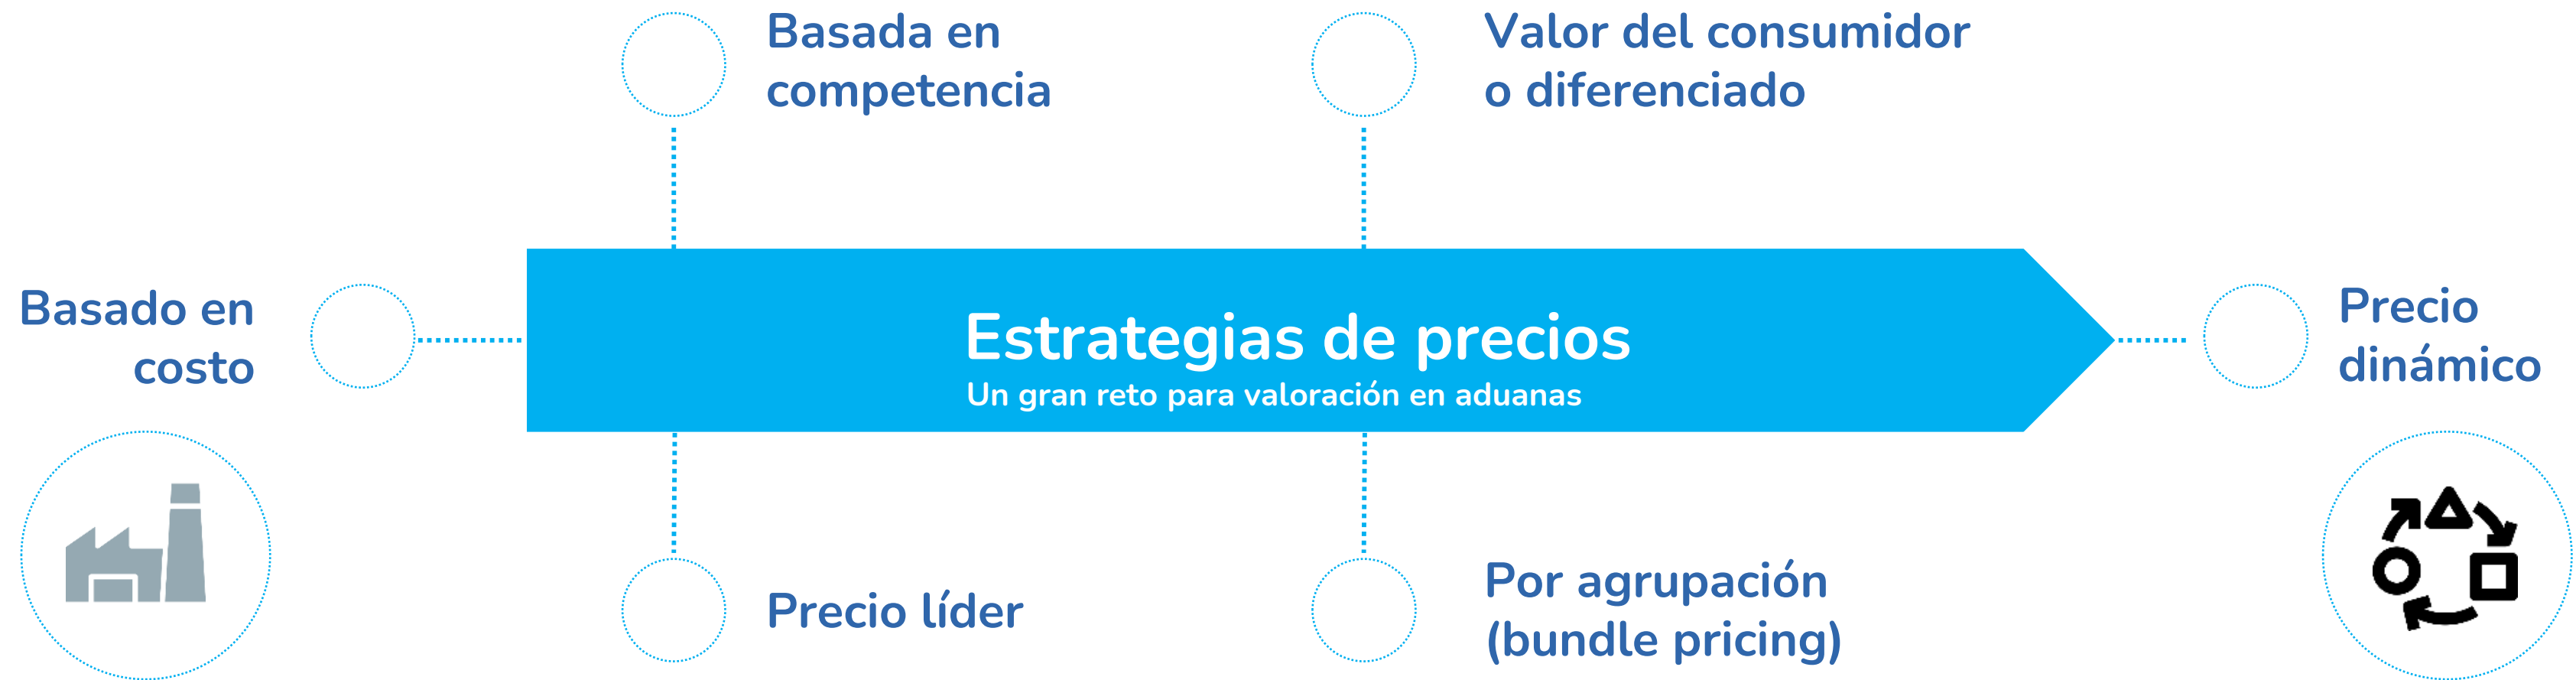 Basada en
competencia
Valor del consumidor
o diferenciado
Basado en
costo
Estrategias de precios
Un gran reto para valoración en aduanas
Precio
dinámico
Precio líder
Por agrupación
(bundle pricing)